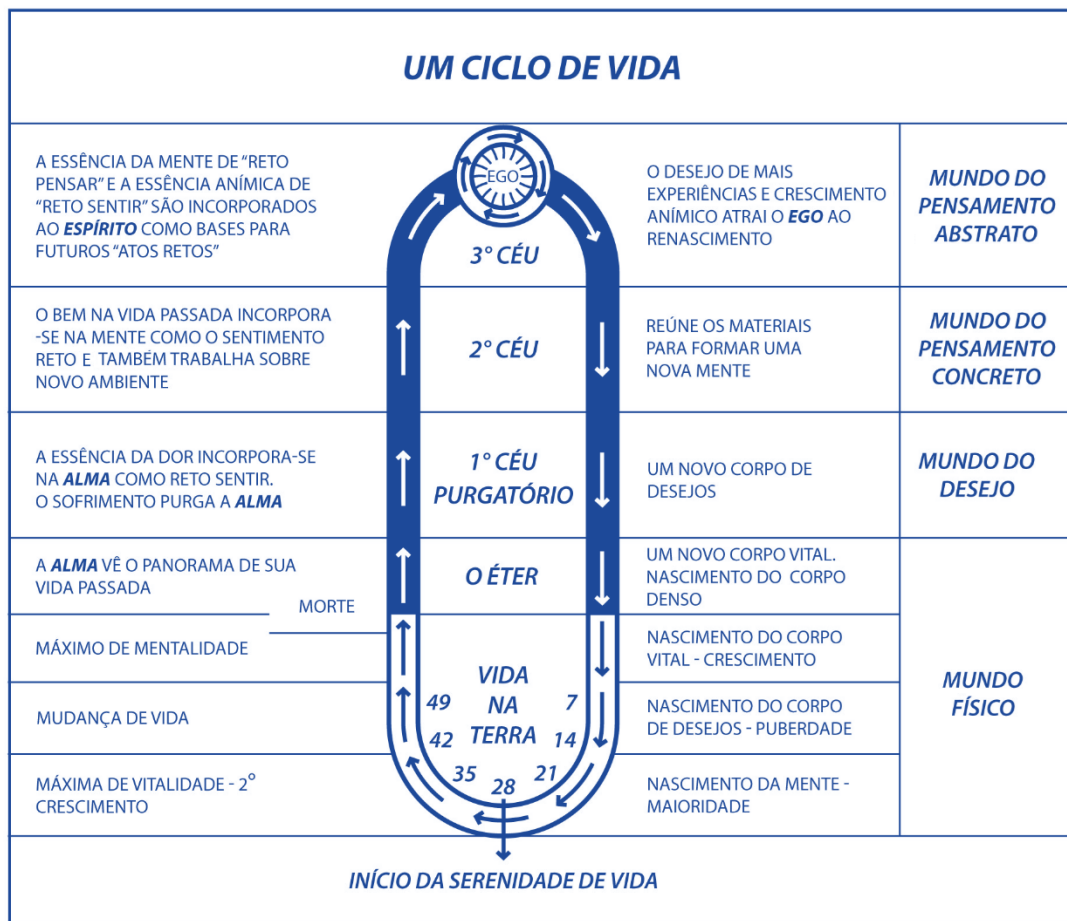 UM CICLO DE VIDA
A ESSÊNCIA DA MENTE DE “RETO
PENSAR” E A ESSÊNCIA ANÍMICA DE
“RETO SENTIR” SÃO INCORPORADOS
AO ESPÍRITO COMO BASES PARA
FUTUROS “ATOS RETOS”
EGO
3° CÉU
O DESEJO DE MAIS
EXPERIÊNCIAS E CRESCIMENTO
ANÍMICO ATRAI O EGO AO
RENASCIMENTO
MUNDO DO
PENSAMENTO
ABSTRATO
O BEM NA VIDA PASSADA INCORPORA
-SE NA MENTE COMO O SENTIMENTO
RETO E TAMBÉM TRABALHA SOBRE
NOVO AMBIENTE
2° CÉU
REÚNE OS MATERIAIS
PARA FORMAR UMA
NOVA MENTE
MUNDO DO
PENSAMENTO
CONCRETO
A ESSÊNCIA DA DOR INCORPORA-SE
NA ALMA COMO RETO SENTIR.
O SOFRIMENTO PURGA A ALMA
1° CÉU
PURGATÓRIO
UM NOVO CORPO DE
DESEJOS
MUNDO DO
DESEJO
A ALMA VÊ O PANORAMA DE SUA
VIDA PASSADA
MORTE
O ÉTER
UM NOVO CORPO VITAL.
NASCIMENTO DO CORPO
DENSO
MÁXIMO DE MENTALIDADE
MUDANÇA DE VIDA
MÁXIMA DE VITALIDADE - 2°
CRESCIMENTO
VIDA
NA
TERRA
49
42
35
28
21
14
7
NASCIMENTO DO CORPO
VITAL - CRESCIMENTO
NASCIMENTO DO CORPO
DE DESEJOS - PUBERDADE
NASCIMENTO DA MENTE -
MAIORIDADE
MUNDO
FÍSICO
INÍCIO DA SERENIDADE DE VIDA